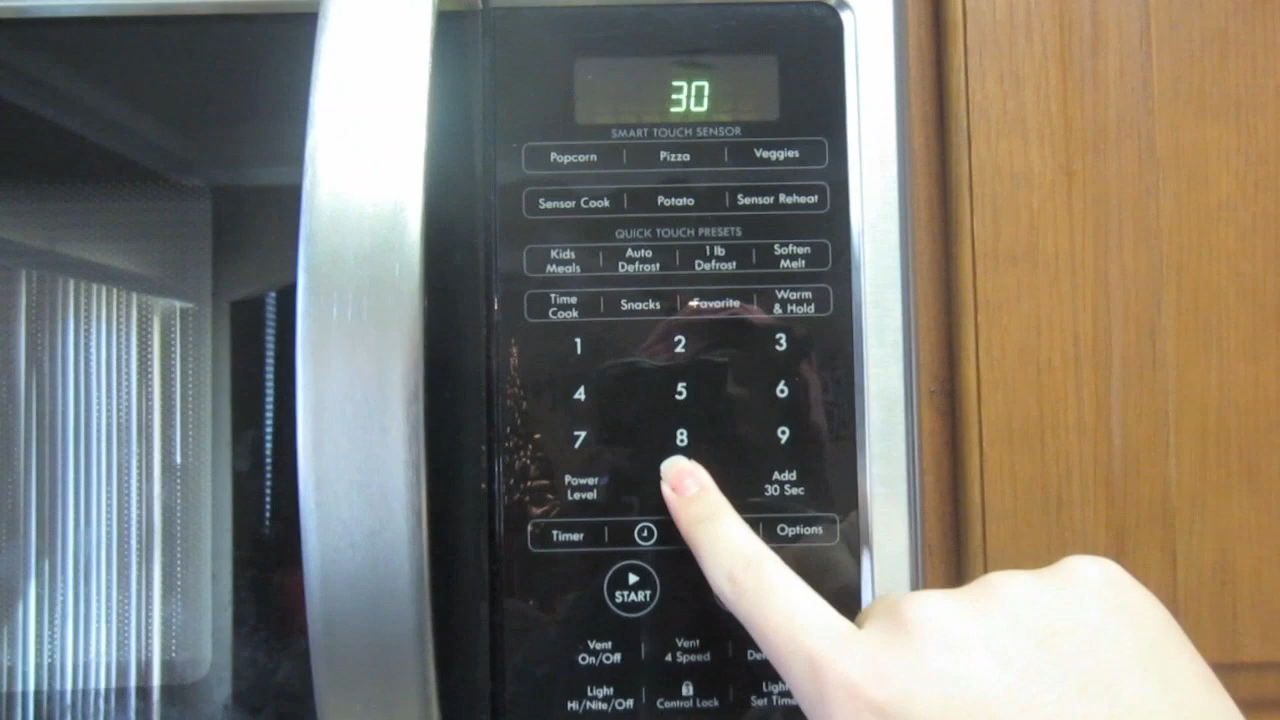 30
SMART TOUCH SENSOR
Popcorn Pizza Veggies
Sensor Cook Potato Sensor Reheat
QUICK TOUCH PRESETS
Kids Meals Auto Defrost 1 lb Defrost Soften Melt
Time Cook Snacks Favorite Warm & Hold
1 2 3
4 5 6
7 8 9
Power Level Add 30 Sec
Timer Options
START
Vent On/Off Vent 4 Speed
Light Hi/Nite/Off Control Lock Light Set Time